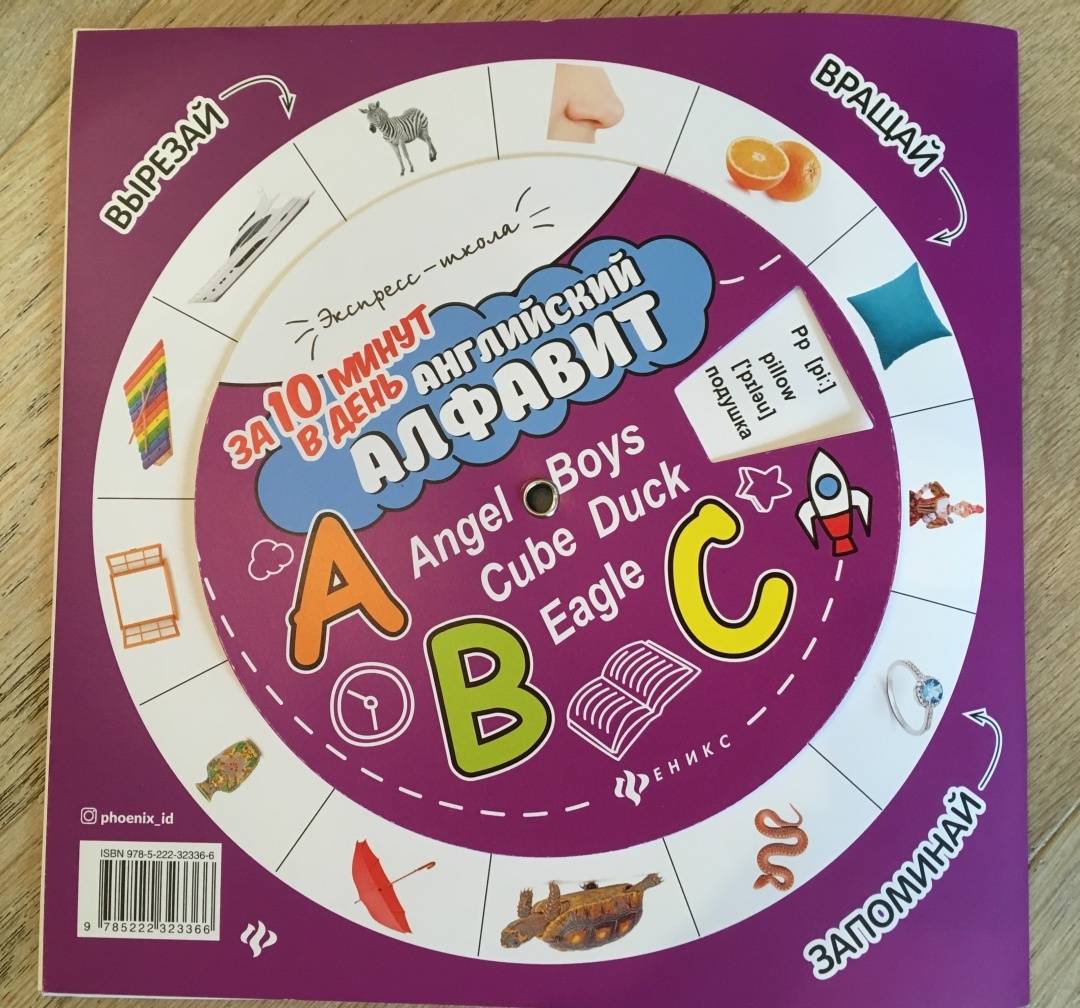 ВЫРЕЗАЙ
ВРАЩАЙ
Экспресс-школа
ЗА 10 МИНУТ
В ДЕНЬ АНГЛИЙСКИЙ
АЛФАВИТ
Pp [pi:]
pillow
['pɪləu]
подушка
Angel Boys
Cube Duck
Eagle
A B C
ФЕНИКС
ЗАПОМИНАЙ
phoenix_id
ISBN 978-5-222-32336-6
9 785222 323366